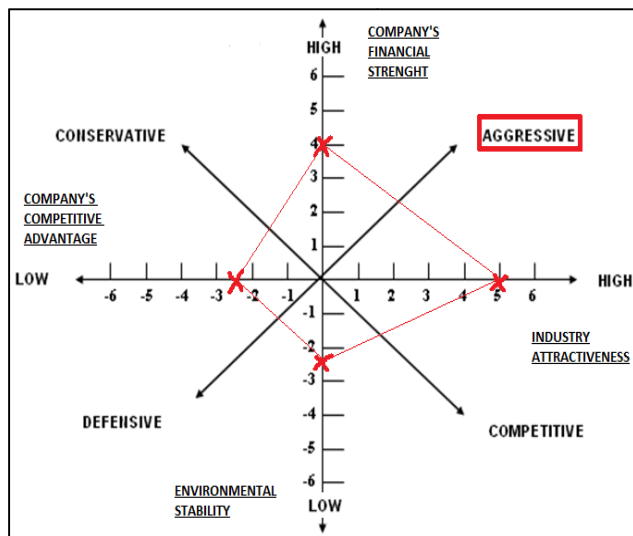 COMPANY'S
FINANCIAL
STRENGHT
HIGH
6
5
4
3
2
1
CONSERVATIVE
AGGRESSIVE
COMPANY'S
COMPETITIVE
ADVANTAGE
LOW
-6 -5 -4 -3 -2 -1 1 2 3 4 5 6
HIGH
-1
-2
-3
-4
-5
-6
INDUSTRY
ATTRACTIVENESS
DEFENSIVE
COMPETITIVE
ENVIRONMENTAL
STABILITY
LOW